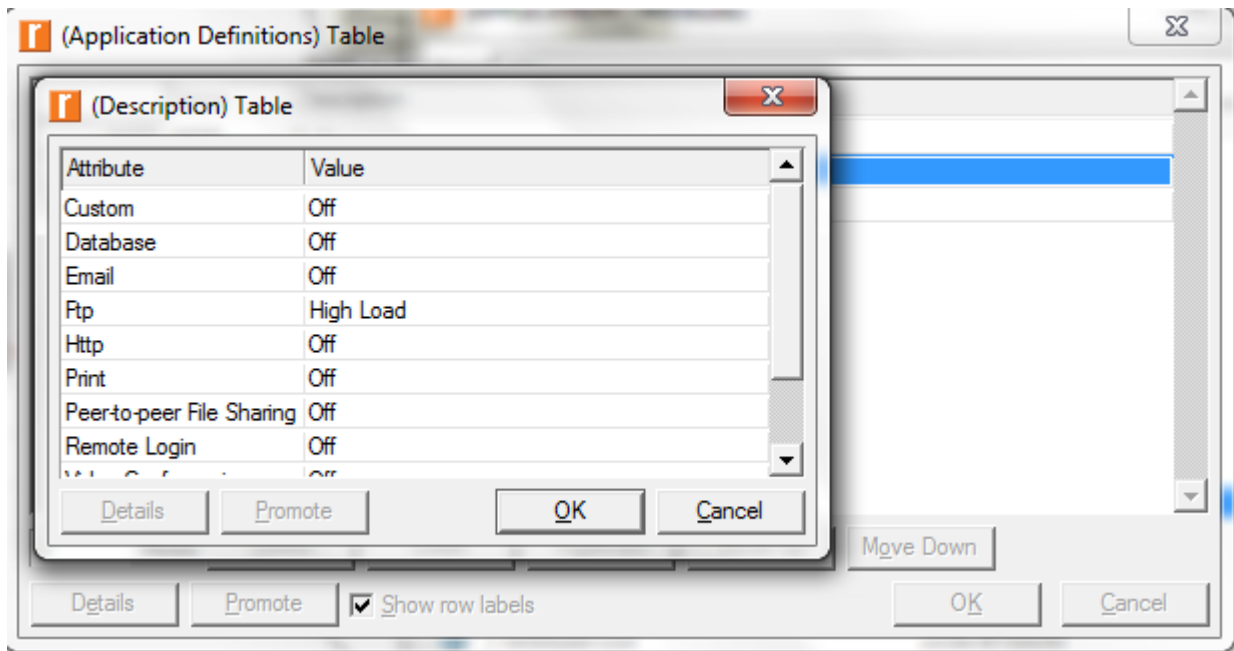 (Application Definitions) Table
(Description) Table
Attribute Value
Custom Off
Database Off
Email Off
Ftp High Load
Http Off
Print Off
Peer-to-peer File Sharing Off
Remote Login Off
Details Promote OK Cancel
Move Down
Details Promote Show row labels OK Cancel